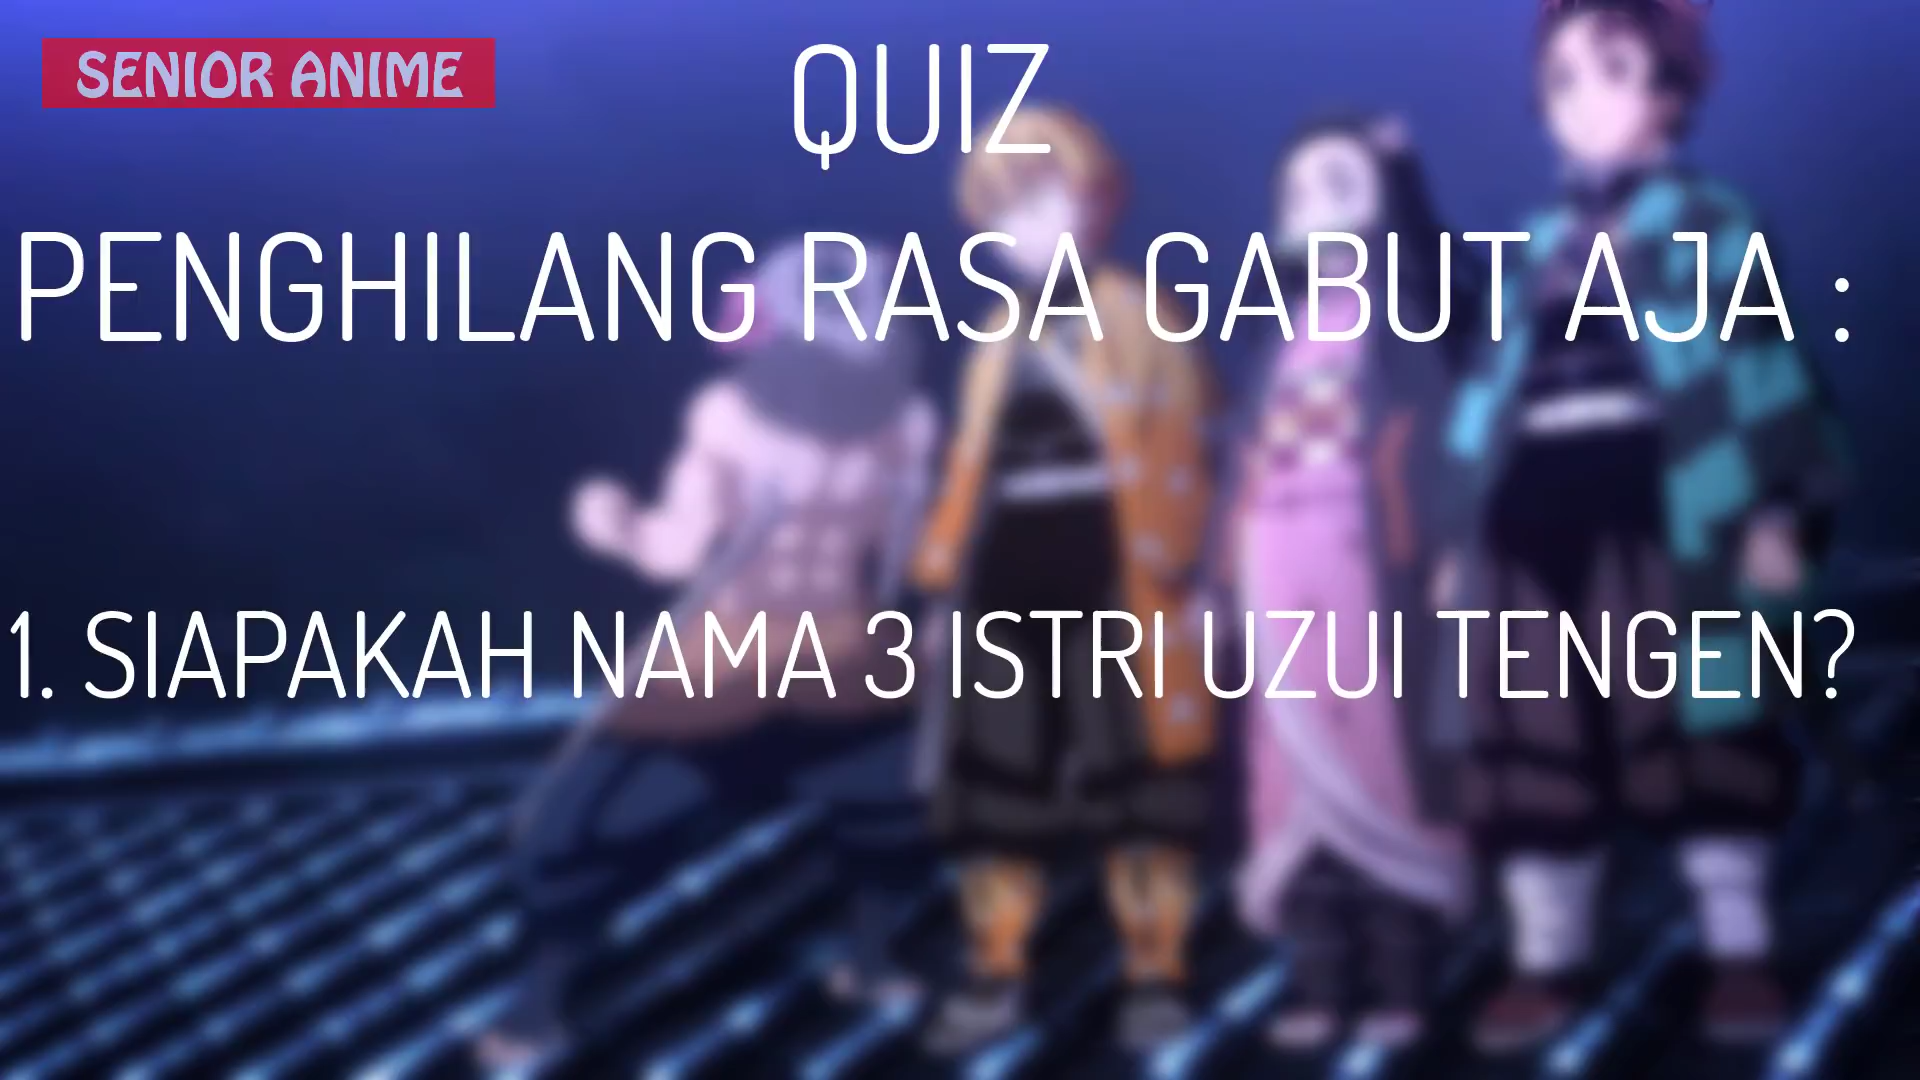 SENIOR ANIME
QUIZ
PENGHILANG RASA GABUT AJA :
1. SIAPAKAH NAMA 3 ISTRI UZUI TENGEN?